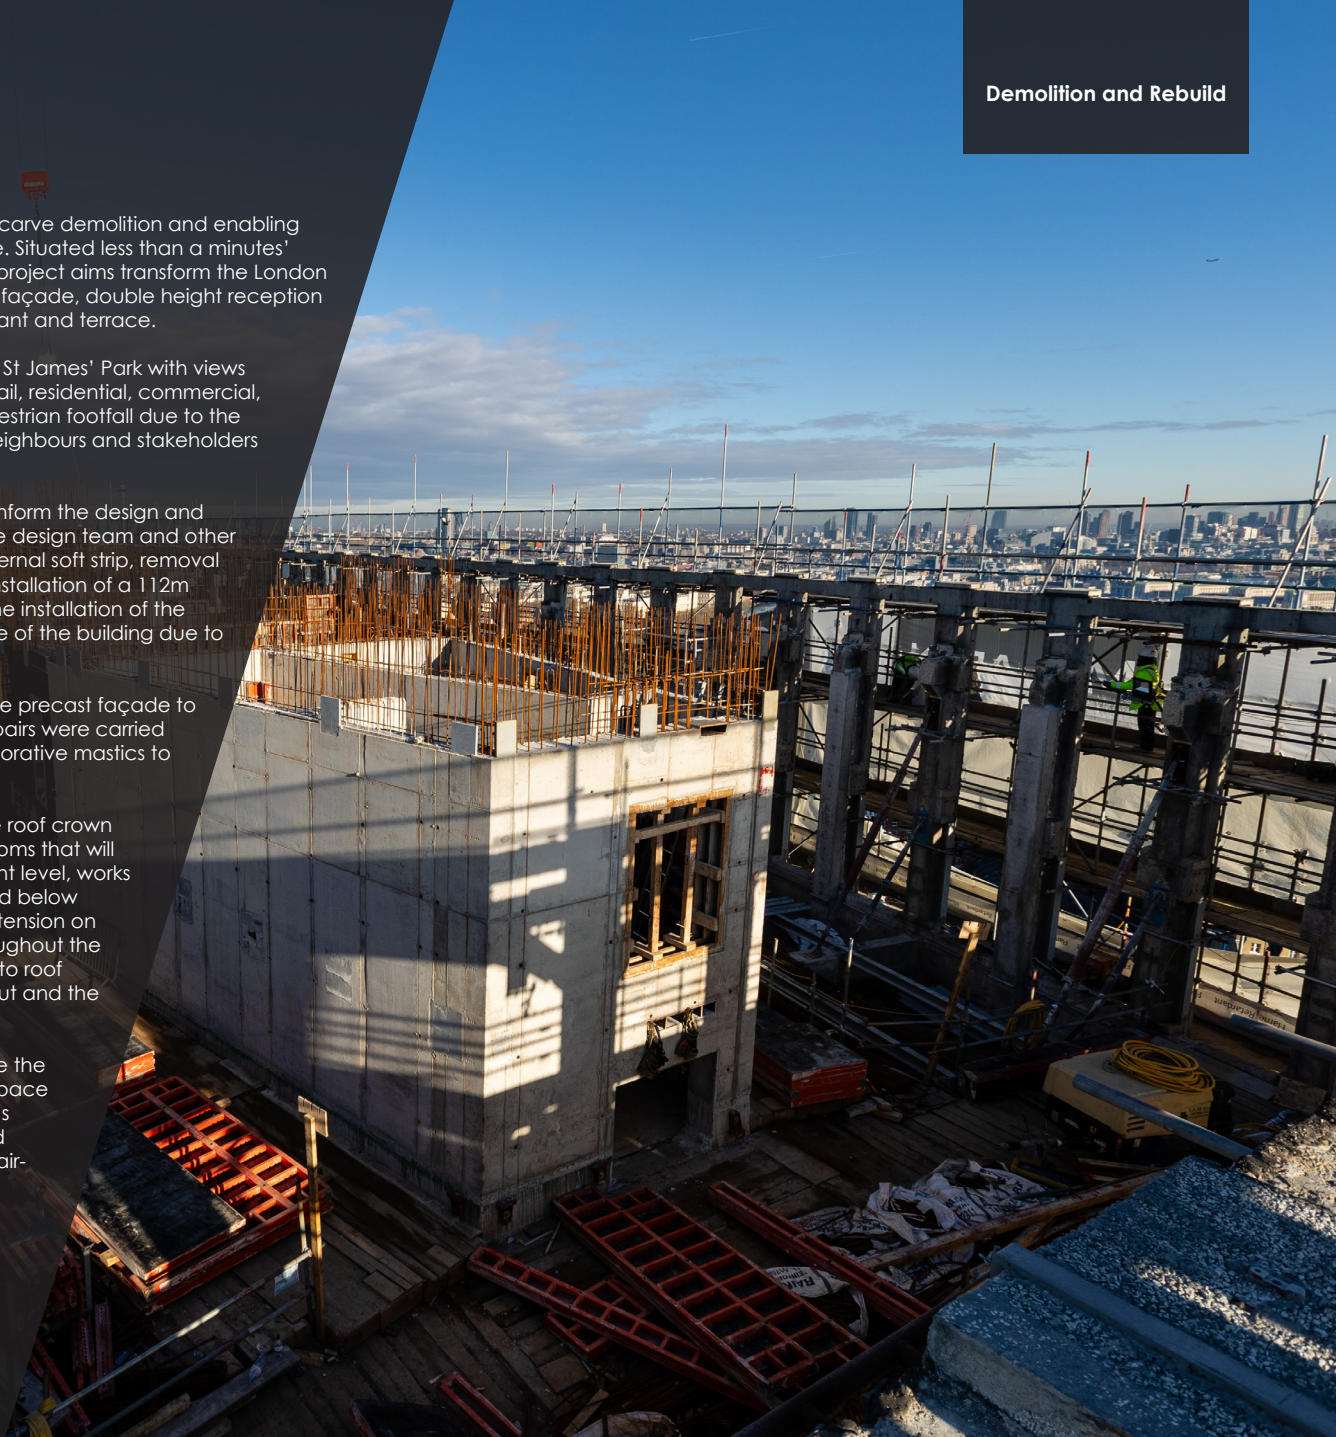 Demolition and Rebuild
carve demolition and enabling
e. Situated less than a minutes'
project aims transform the London
façade, double height reception
ant and terrace.
St James' Park with views
ail, residential, commercial,
estrian footfall due to the
eighbours and stakeholders
nform the design and
e design team and other
ernal soft strip, removal
nstallation of a 112m
he installation of the
e of the building due to
e precast façade to
pairs were carried
orative mastics to
e roof crown
oms that will
nt level, works
d below
tension on
ughout the
to roof
ut and the
e the
pace
s
d
air-